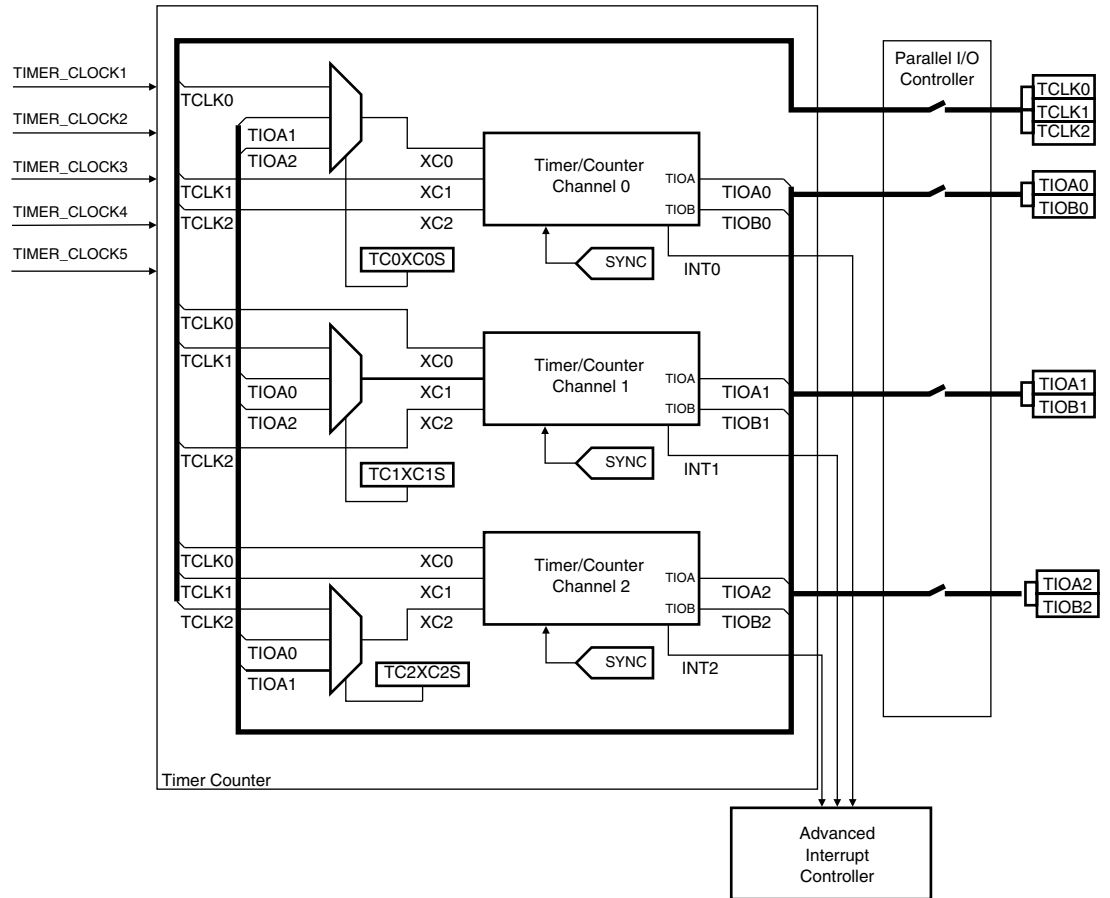 Parallel I/O
Controller
TIMER_CLOCK1
TCLK0
TCLK0
TCLK1
TCLK2
TIMER_CLOCK2
TIOA1
TIOA2
XC0
Timer/Counter
Channel 0
TIMER_CLOCK3
TCLK1
XC1
TIOA
TIOA0
TIOA0
TIOB0
TIMER_CLOCK4
TCLK2
XC2
TIOB
TIOB0
TIMER_CLOCK5
TC0XC0S
SYNC
INT0
TCLK0
TCLK1
XC0
Timer/Counter
Channel 1
TIOA0
XC1
TIOA
TIOA1
TIOA1
TIOB1
TIOA2
XC2
TIOB
TIOB1
TCLK2
TC1XC1S
SYNC
INT1
TCLK0
XC0
Timer/Counter
Channel 2
TCLK1
XC1
TIOA
TIOA2
TIOA2
TIOB2
TCLK2
XC2
TIOB
TIOB2
TIOA0
TIOA1
TC2XC2S
SYNC
INT2
Timer Counter
Advanced
Interrupt
Controller